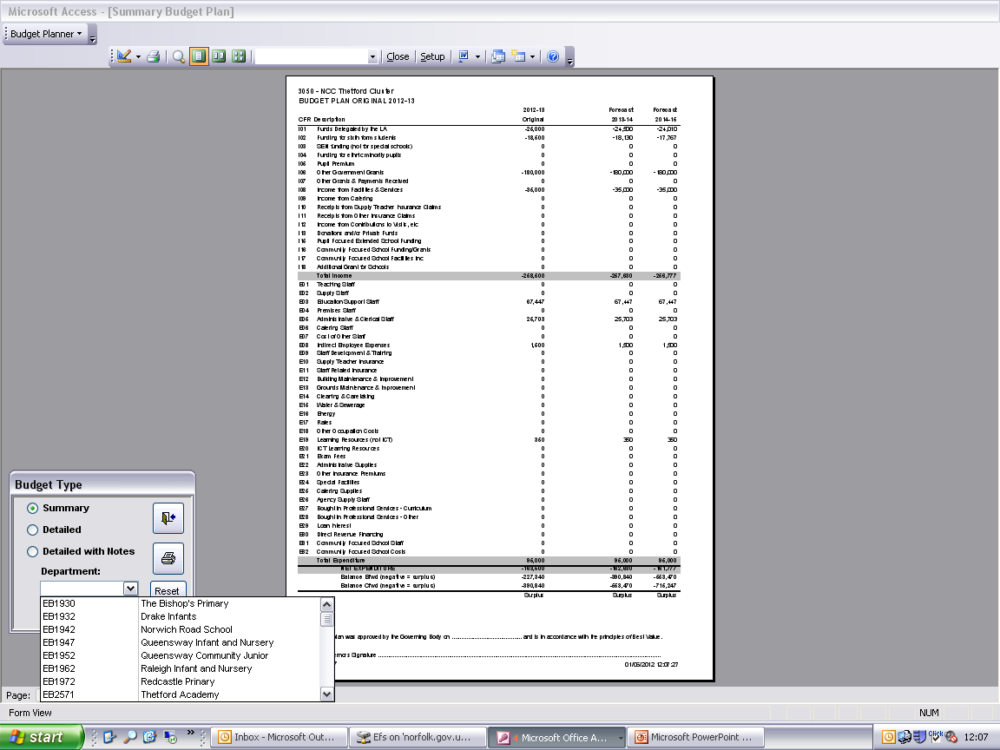 Microsoft Access - [Summary Budget Plan]
Budget Planner
Close Setup
3050 - NCC Thetford Cluster
BUDGET PLAN ORIGINAL 2012-13
2012-13 Forecast Forecast
CFR Description Original 2013-14 2014-15
I01 Funds Delegated by the LA -25,000 -24,500 -24,010
I02 Funding for sixth form students -18,500 -18,130 -17,767
I03 SEN funding (not for special schools) 0 0 0
I04 Funding for ethnic minority pupils 0 0 0
I05 Pupil Premium 0 0 0
I06 Other Government Grants -180,000 -180,000 -180,000
I07 Other Grants & Payments Received 0 0 0
I08 Income from Facilities & Services -35,000 -35,000 -35,000
I09 Income from Catering 0 0 0
I10 Receipts from Supply Teacher Insurance Claims 0 0 0
I11 Receipts from Other Insurance Claims 0 0 0
I12 Income from Contributions to Visits, etc 0 0 0
I13 Donations and/or Private Funds 0 0 0
I15 Pupil Focused Extended School Funding 0 0 0
I16 Community Focused School Funding/Grants 0 0 0
I17 Community Focused School Facilities Inc 0 0 0
I18 Additional Grant for Schools 0 0 0
Total Income -258,500 -257,630 -256,777
E01 Teaching Staff 0 0 0
E02 Supply Staff 0 0 0
E03 Education Support Staff 67,447 67,447 67,447
E04 Premises Staff 0 0 0
E05 Administrative & Clerical Staff 25,703 25,703 25,703
E06 Catering Staff 0 0 0
E07 Cost of Other Staff 0 0 0
E08 Indirect Employee Expenses 1,500 1,500 1,500
E09 Staff Development & Training 0 0 0
E10 Supply Teacher Insurance 0 0 0
E11 Staff Related Insurance 0 0 0
E12 Building Maintenance & Improvement 0 0 0
E13 Grounds Maintenance & Improvement 0 0 0
E14 Cleaning & Caretaking 0 0 0
E15 Water & Sewerage 0 0 0
E16 Energy 0 0 0
E17 Rates 0 0 0
E18 Other Occupation Costs 0 0 0
E19 Learning Resources (not ICT) 350 350 350
E20 ICT Learning Resources 0 0 0
E21 Exam Fees 0 0 0
E22 Administrative Supplies 0 0 0
E23 Other Insurance Premiums 0 0 0
E24 Special Facilities 0 0 0
E25 Catering Supplies 0 0 0
E26 Agency Supply Staff 0 0 0
E27 Bought in Professional Services - Curriculum 0 0 0
E28 Bought in Professional Services - Other 0 0 0
E29 Loan Interest 0 0 0
E30 Direct Revenue Financing 0 0 0
E31 Community Focused School Staff 0 0 0
E32 Community Focused School Costs 0 0 0
Total Expenditure 95,000 95,000 95,000
NET EXPENDITURE -163,500 -162,630 -161,777
Balance Bfwd (negative = surplus) -227,340 -390,840 -553,470
Balance Cfwd (negative = surplus) -390,840 -553,470 -715,247
Surplus Surplus Surplus
plan was approved by the Governing Body on ............ and is in accordance with the principles of Best Value.
ernors Signature ............
01/05/2012 12:07:27
Budget Type
Summary
Detailed
Detailed with Notes
Department:
Reset
EB1930 The Bishop's Primary
EB1932 Drake Infants
EB1942 Norwich Road School
EB1947 Queensway Infant and Nursery
EB1952 Queensway Community Junior
EB1962 Raleigh Infant and Nursery
EB1972 Redcastle Prinary
EB2571 Thetford Academy
Page:
Form View NUM
start Inbox - Microsoft Out... Efs on 'norfolk.gov.u... Microsoft Office A... Microsoft PowerPoint ... Click 12:07